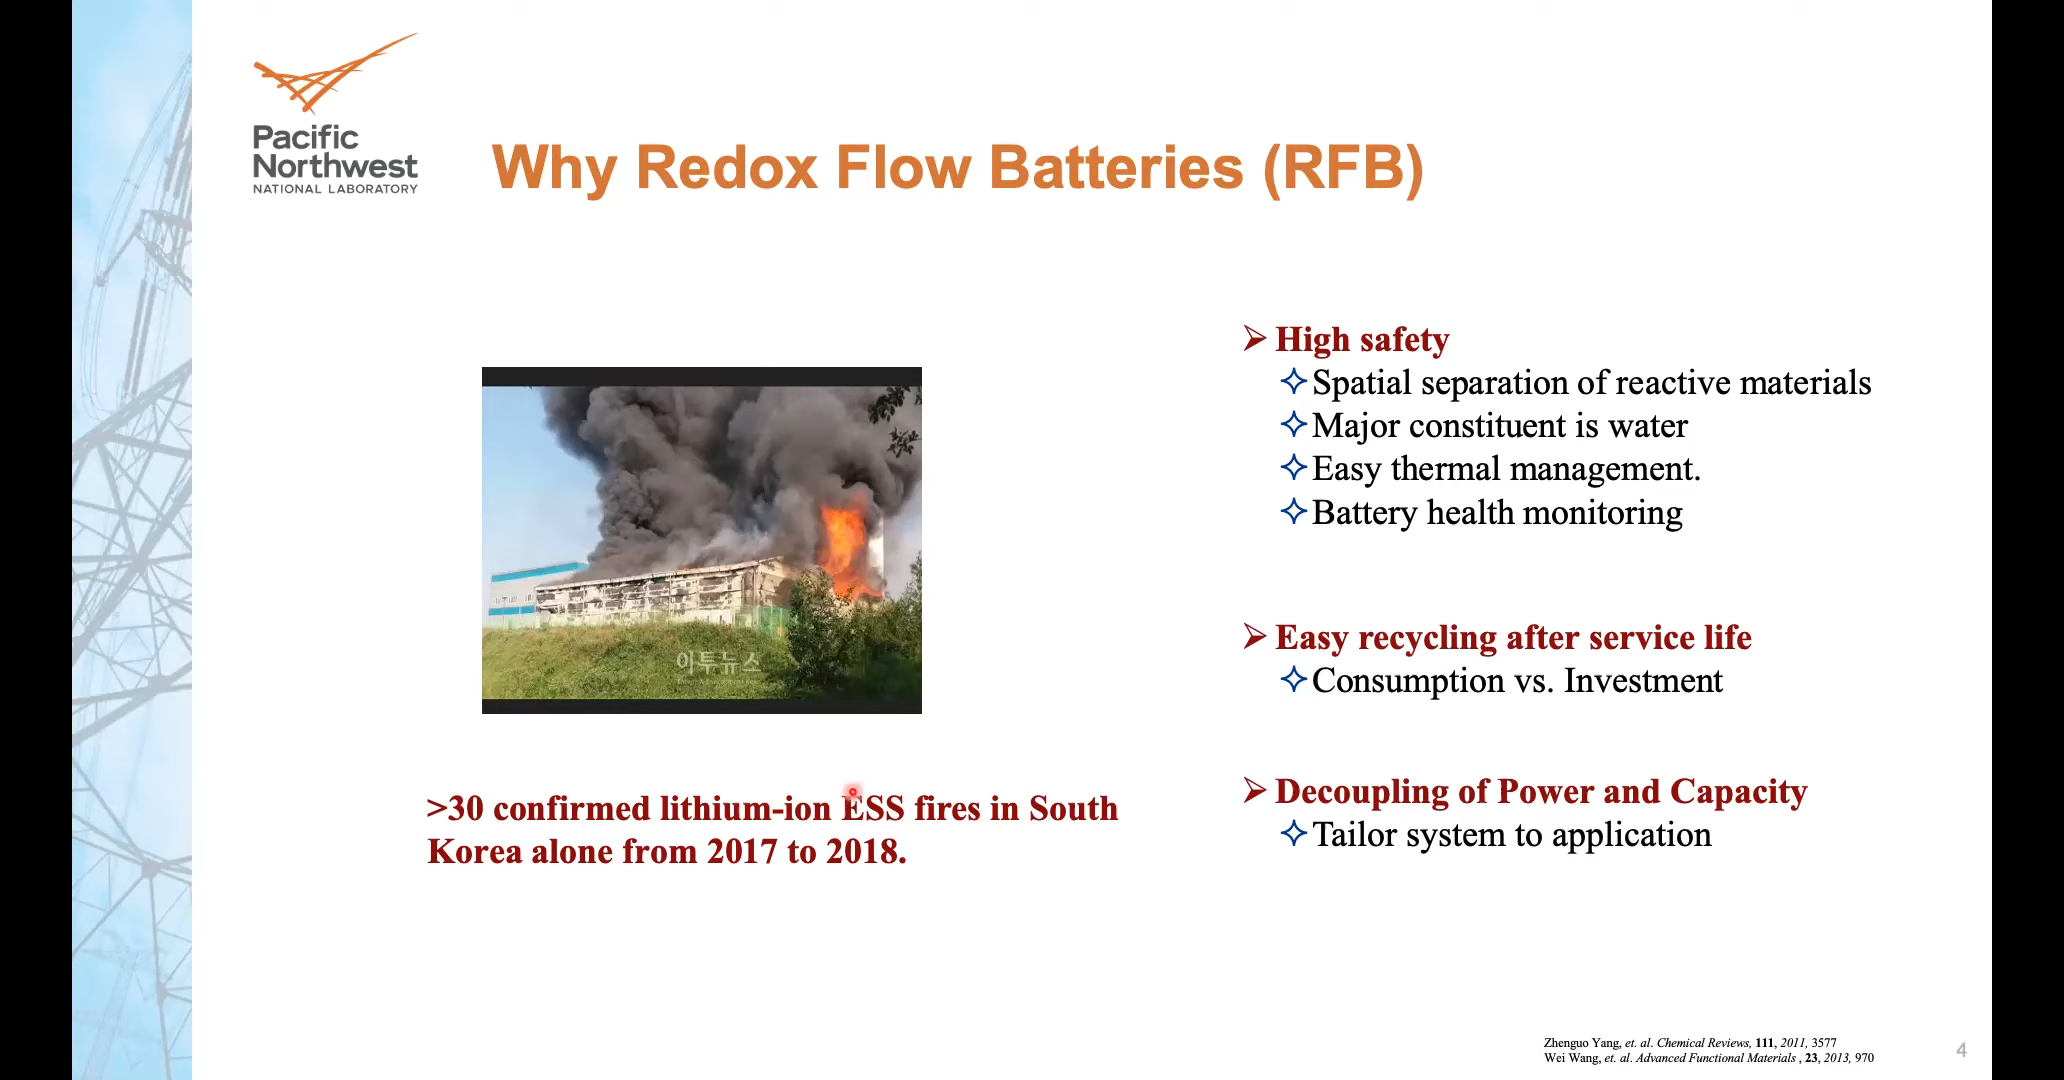 Pacific
Northwest
NATIONAL LABORATORY
Why Redox Flow Batteries (RFB)
이투뉴스
>30 confirmed lithium-ion ESS fires in South
Korea alone from 2017 to 2018.
➢ High safety
✧Spatial separation of reactive materials
✧Major constituent is water
✧Easy thermal management.
✧Battery health monitoring
➢ Easy recycling after service life
✧Consumption vs. Investment
➢ Decoupling of Power and Capacity
✧Tailor system to application
Zhenguo Yang, et. al. Chemical Reviews, 111, 2011, 3577
Wei Wang, et. al. Advanced Functional Materials , 23, 2013, 970
4